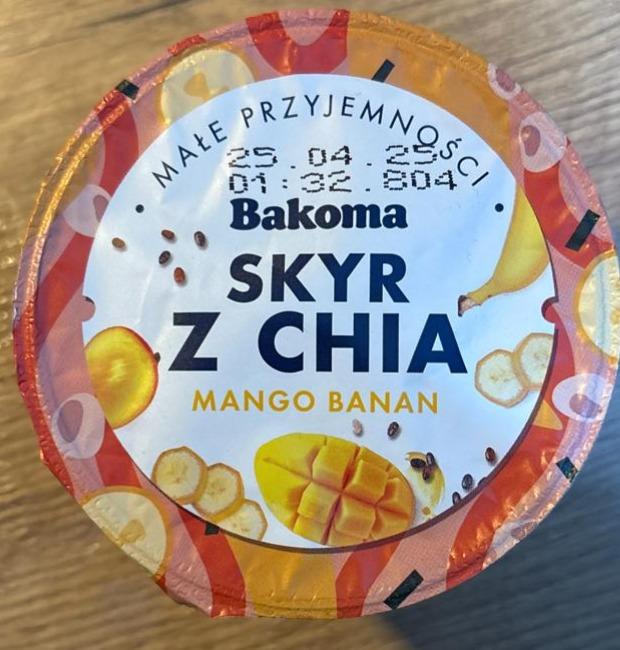 MAŁE PRZYJEMNOŚCI
25.04.25
01:32.804
Bakoma
SKYR
Z CHIA
MANGO BANAN